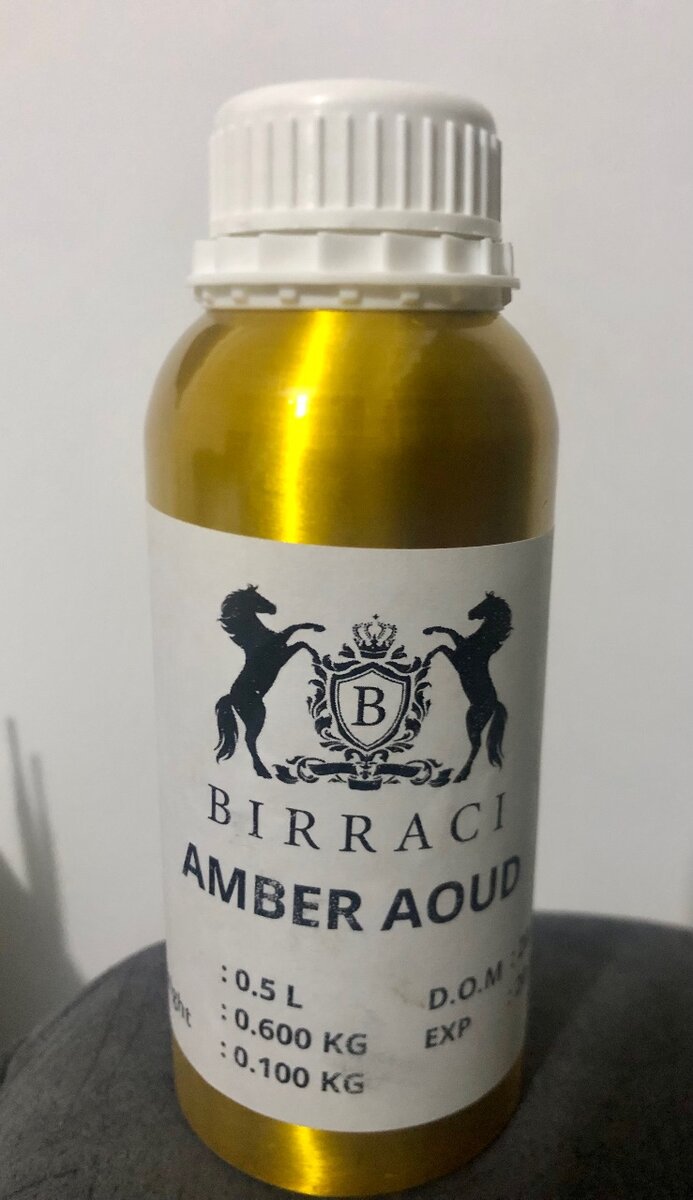 B
BIRRACI
AMBER AOUD
: 0.5 L
: 0.600 KG
: 0.100 KG
D.O.M :
EXP :